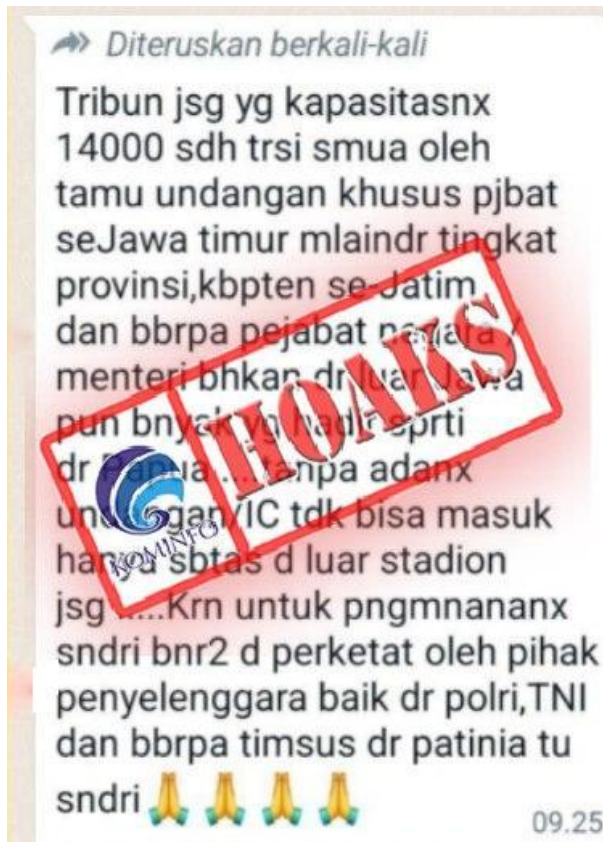 Diteruskan berkali-kali
Tribun jsg yg kapasitasnx
14000 sdh trsi smua oleh
tamu undangan khusus pjbat
seJawa timur mlaindr tingkat
provinsi,kbpten se-Jatim
dan bbrpa pejabat negara /
menteri bhkan dr luar Jawa
pun bnyak yg hadir sprti
dr Papua ....tanpa adanx
undangan/IC tdk bisa masuk
hanya sbtas d luar stadion
jsg .....Krn untuk pngmnananx
sndri bnr2 d perketat oleh pihak
penyelenggara baik dr polri,TNI
dan bbrpa timsus dr patinia tu
sndri 🙏 🙏 🙏 🙏
09.25
HOAKS
KOMINFO